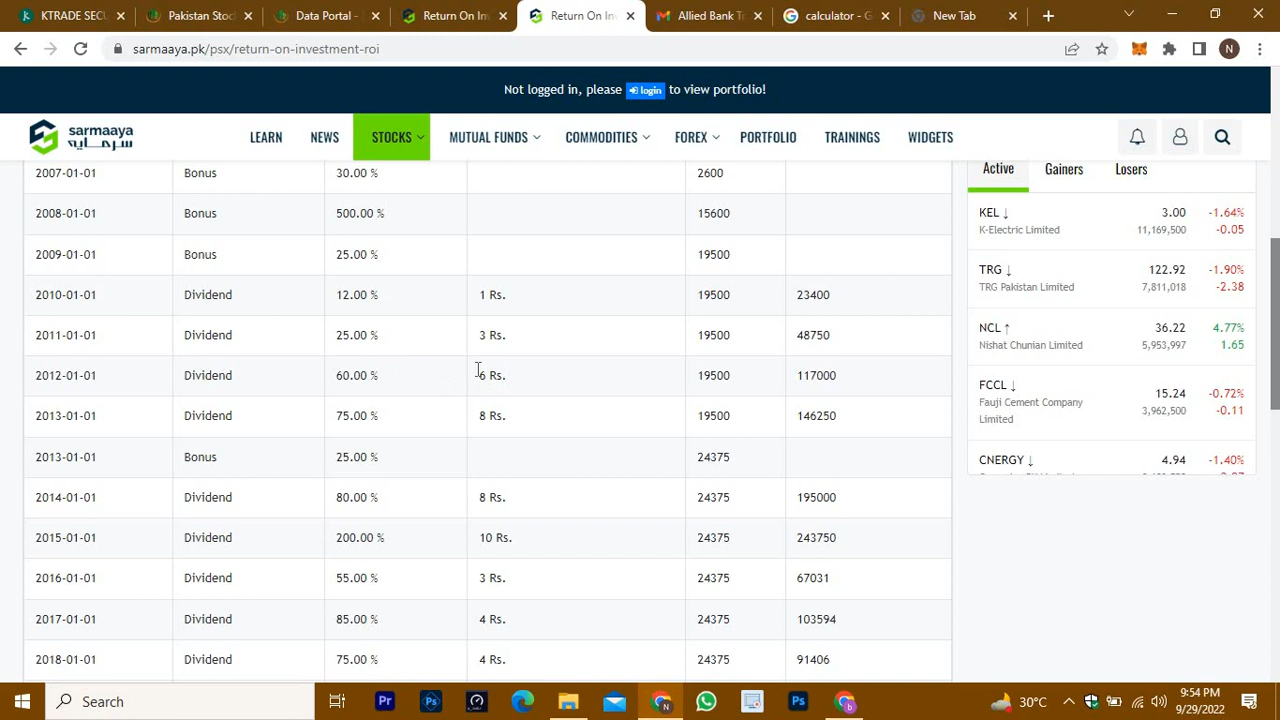 KTRADE SECU
Pakistan Stoc
Data Portal -
Return On In
Return On In
Allied Bank Tr
calculator - G
New Tab
sarmaaya.pk/psx/return-on-investment-roi
N
Not logged in, please login to view portfolio!
sarmaaya
سرمایہ
LEARN NEWS STOCKS MUTUAL FUNDS COMMODITIES FOREX PORTFOLIO TRAININGS WIDGETS
2007-01-01 Bonus 30.00 % 2600
2008-01-01 Bonus 500.00 % 15600
2009-01-01 Bonus 25.00 % 19500
2010-01-01 Dividend 12.00 % 1 Rs. 19500 23400
2011-01-01 Dividend 25.00 % 3 Rs. 19500 48750
2012-01-01 Dividend 60.00 % 6 Rs. 19500 117000
2013-01-01 Dividend 75.00 % 8 Rs. 19500 146250
2013-01-01 Bonus 25.00 % 24375
2014-01-01 Dividend 80.00 % 8 Rs. 24375 195000
2015-01-01 Dividend 200.00 % 10 Rs. 24375 243750
2016-01-01 Dividend 55.00 % 3 Rs. 24375 67031
2017-01-01 Dividend 85.00 % 4 Rs. 24375 103594
2018-01-01 Dividend 75.00 % 4 Rs. 24375 91406
Active Gainers Losers
KEL ↓ 3.00 -1.64%
K-Electric Limited 11,169,500 -0.05
TRG ↓ 122.92 -1.90%
TRG Pakistan Limited 7,811,018 -2.38
NCL ↑ 36.22 4.77%
Nishat Chunian Limited 5,953,997 1.65
FCCL ↓ 15.24 -0.72%
Fauji Cement Company 3,962,500 -0.11
Limited
CNERGY ↓ 4.94 -1.40%
Search
Pr
Ps
N
Ps
b
30°C
9:54 PM
9/29/2022